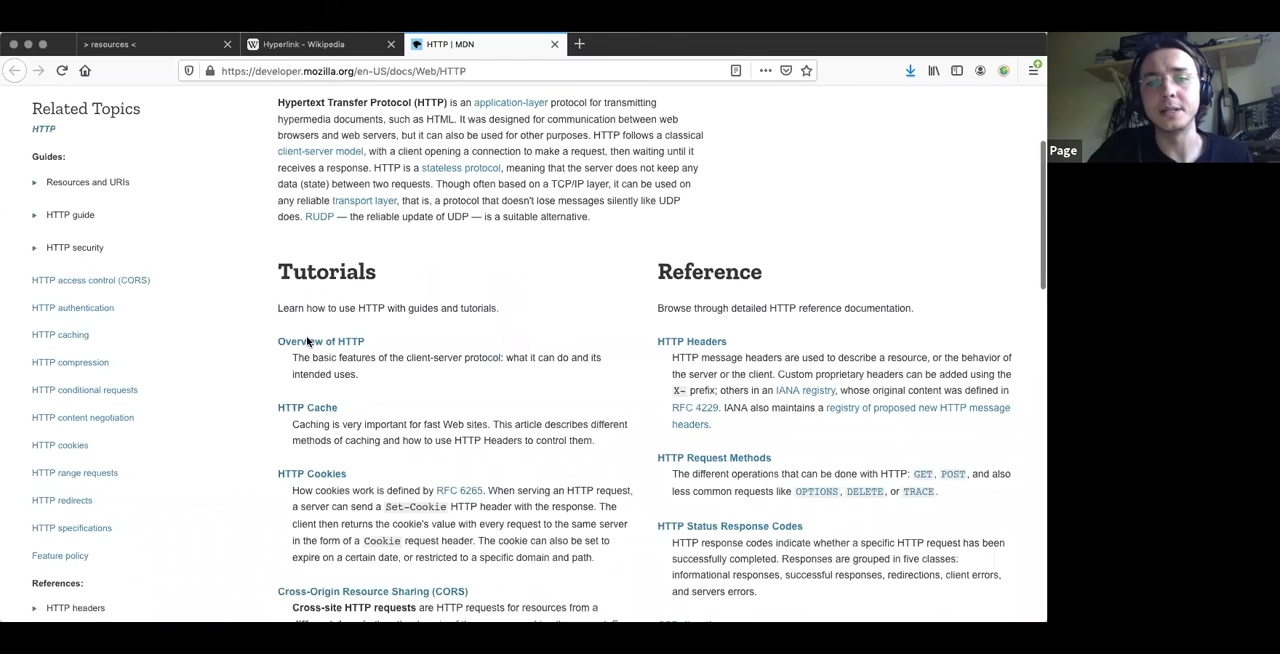 > resources <
Hyperlink - Wikipedia
HTTP | MDN
https://developer.mozilla.org/en-US/docs/Web/HTTP
Page
Related Topics
HTTP
Guides:
Resources and URIs
HTTP guide
HTTP security
HTTP access control (CORS)
HTTP authentication
HTTP caching
HTTP compression
HTTP conditional requests
HTTP content negotiation
HTTP cookies
HTTP range requests
HTTP redirects
HTTP specifications
Feature policy
References:
HTTP headers
Hypertext Transfer Protocol (HTTP) is an application-layer protocol for transmitting
hypermedia documents, such as HTML. It was designed for communication between web
browsers and web servers, but it can also be used for other purposes. HTTP follows a classical
client-server model, with a client opening a connection to make a request, then waiting until it
receives a response. HTTP is a stateless protocol, meaning that the server does not keep any
data (state) between two requests. Though often based on a TCP/IP layer, it can be used on
any reliable transport layer, that is, a protocol that doesn't lose messages silently like UDP
does. RUDP — the reliable update of UDP — is a suitable alternative.
Tutorials
Learn how to use HTTP with guides and tutorials.
Overview of HTTP
The basic features of the client-server protocol: what it can do and its
intended uses.
HTTP Cache
Caching is very important for fast Web sites. This article describes different
methods of caching and how to use HTTP Headers to control them.
HTTP Cookies
How cookies work is defined by RFC 6265. When serving an HTTP request,
a server can send a Set-Cookie HTTP header with the response. The
client then returns the cookie's value with every request to the same server
in the form of a Cookie request header. The cookie can also be set to
expire on a certain date, or restricted to a specific domain and path.
Cross-Origin Resource Sharing (CORS)
Cross-site HTTP requests are HTTP requests for resources from a
Reference
Browse through detailed HTTP reference documentation.
HTTP Headers
HTTP message headers are used to describe a resource, or the behavior of
the server or the client. Custom proprietary headers can be added using the
X- prefix; others in an IANA registry, whose original content was defined in
RFC 4229. IANA also maintains a registry of proposed new HTTP message
headers.
HTTP Request Methods
The different operations that can be done with HTTP: GET, POST, and also
less common requests like OPTIONS, DELETE, or TRACE.
HTTP Status Response Codes
HTTP response codes indicate whether a specific HTTP request has been
successfully completed. Responses are grouped in five classes:
informational responses, successful responses, redirections, client errors,
and servers errors.